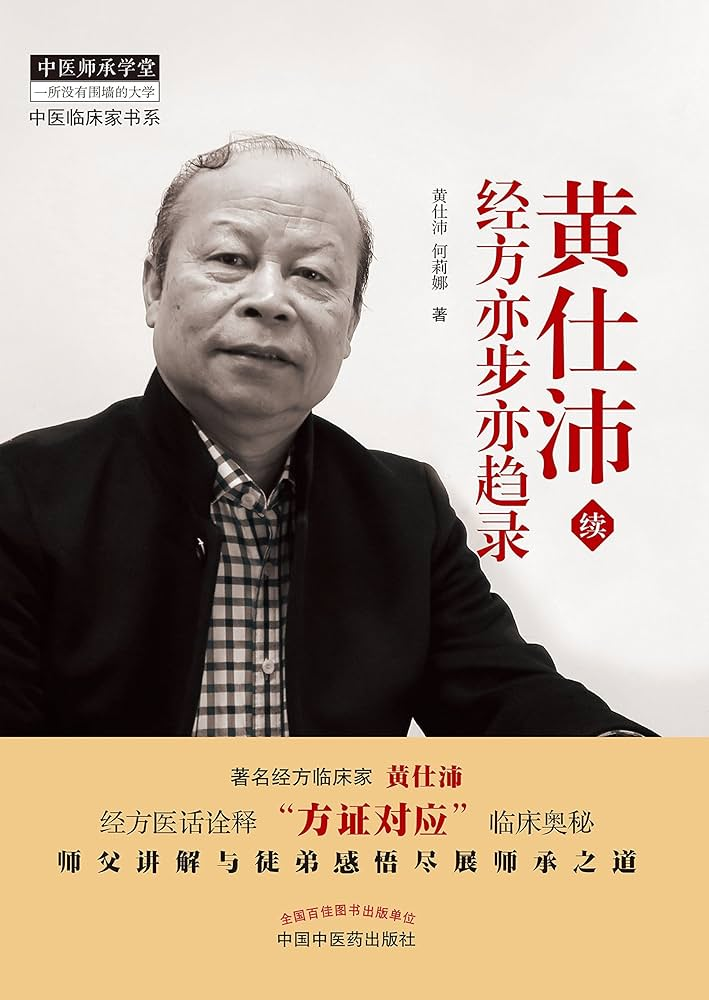 中医师承学堂
一所没有围墙的大学
中医临床家书系
黄仕沛
续
经方亦步亦趋录
黄仕沛 何莉娜 著
著名经方临床家 黄仕沛
经方医话诠释 “方证对应” 临床奥秘
师父讲解与徒弟感悟尽展师承之道
全国百佳图书出版单位
中国中医药出版社